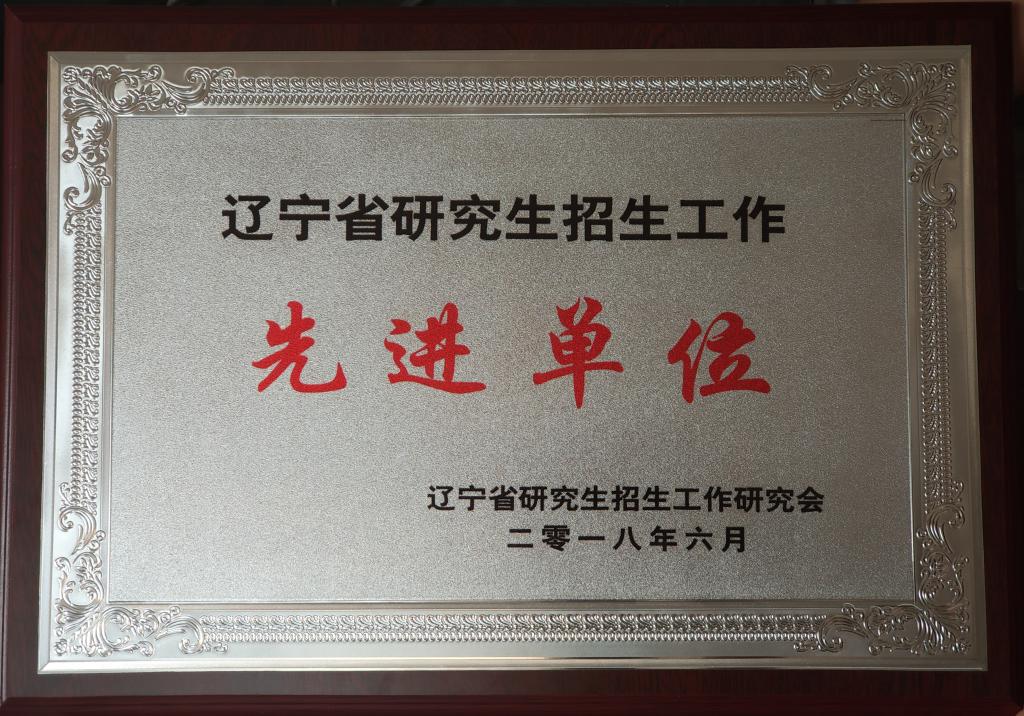 辽宁省研究生招生工作
先进单位
辽宁省研究生招生工作研究会
二零一八年六月